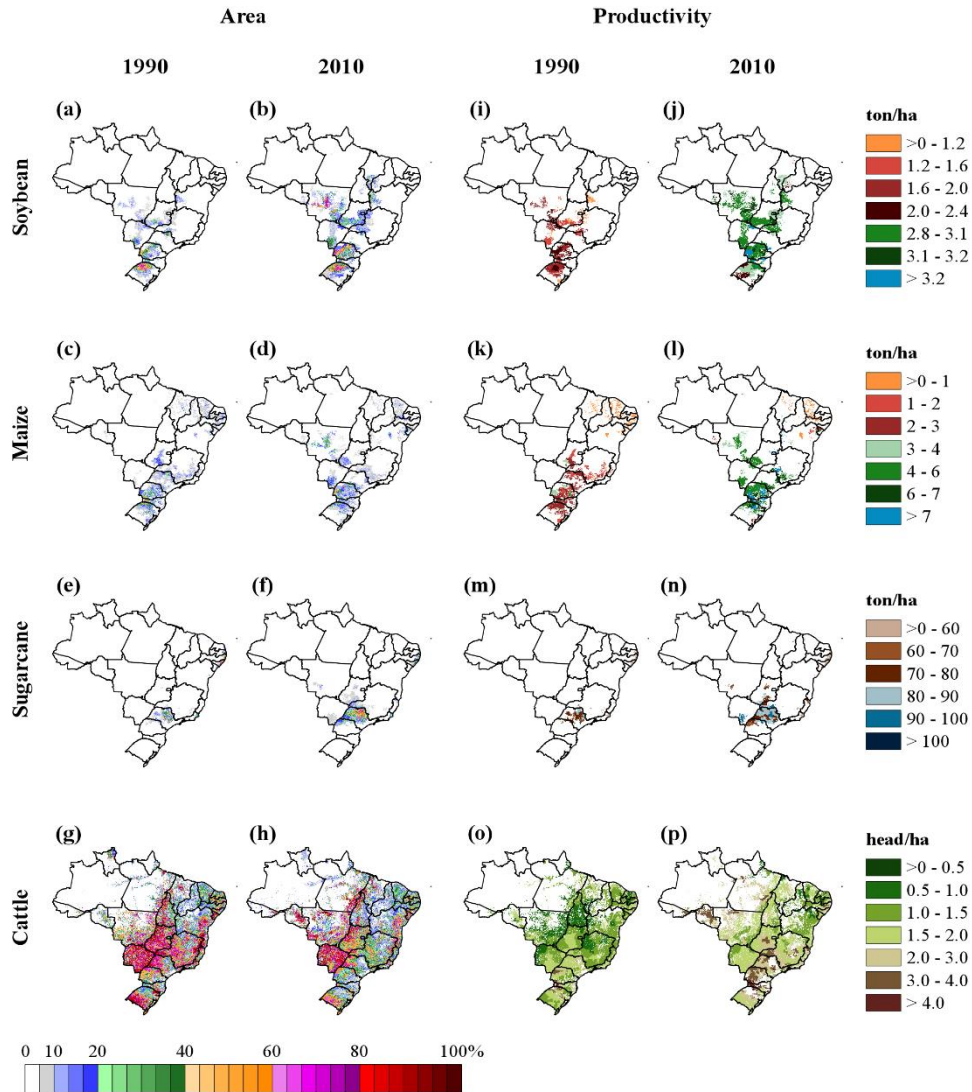 Area Productivity
1990 2010 1990 2010
Soybean
(a) (b) (i) (j)
ton/ha
>0 - 1.2
1.2 - 1.6
1.6 - 2.0
2.0 - 2.4
2.8 - 3.1
3.1 - 3.2
> 3.2
Maize
(c) (d) (k) (l)
ton/ha
>0 - 1
1 - 2
2 - 3
3 - 4
4 - 6
6 - 7
> 7
Sugarcane
(e) (f) (m) (n)
ton/ha
>0 - 60
60 - 70
70 - 80
80 - 90
90 - 100
> 100
Cattle
(g) (h) (o) (p)
head/ha
>0 - 0.5
0.5 - 1.0
1.0 - 1.5
1.5 - 2.0
2.0 - 3.0
3.0 - 4.0
> 4.0
0 10 20 40 60 80 100%